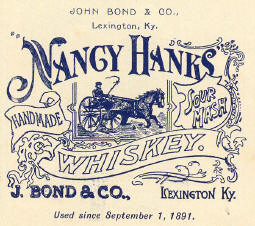 JOHN BOND & CO.,
Lexington, Ky.
"NANCY HANKS
HANDMADE
SOUR MASH
WHISKEY.
J. BOND & CO., LEXINGTON KY.
Used since September 1, 1891.